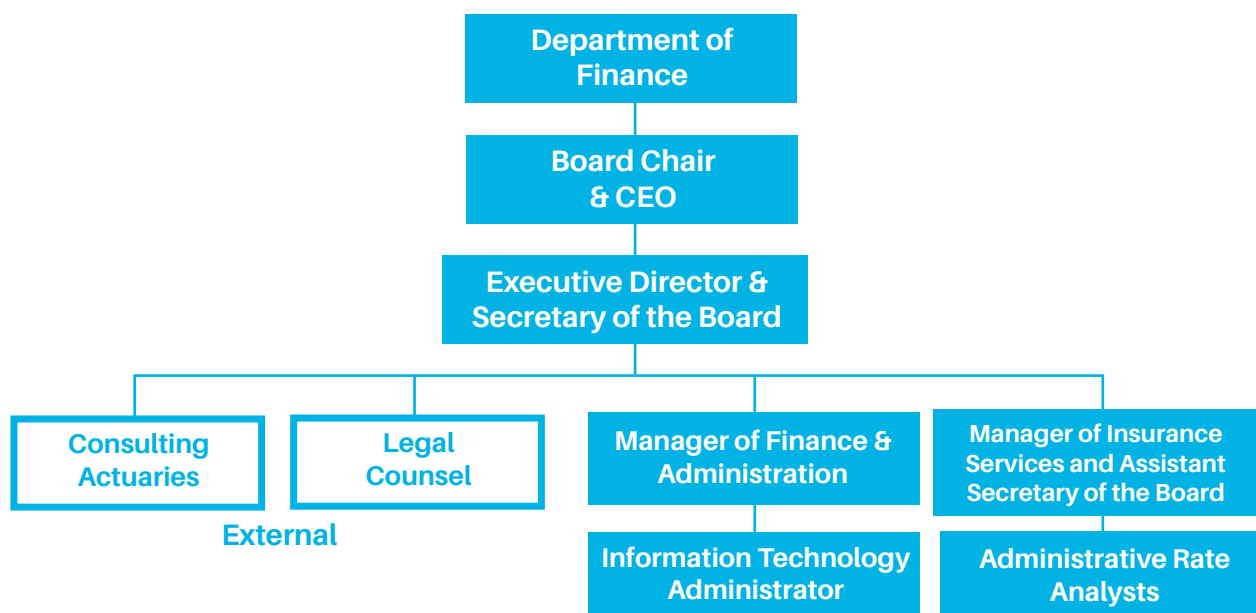 Department of
Finance
Board Chair
& CEO
Executive Director &
Secretary of the Board
Consulting
Actuaries
Legal
Counsel
External
Manager of Finance &
Administration
Manager of Insurance
Services and Assistant
Secretary of the Board
Information Technology
Administrator
Administrative Rate
Analysts